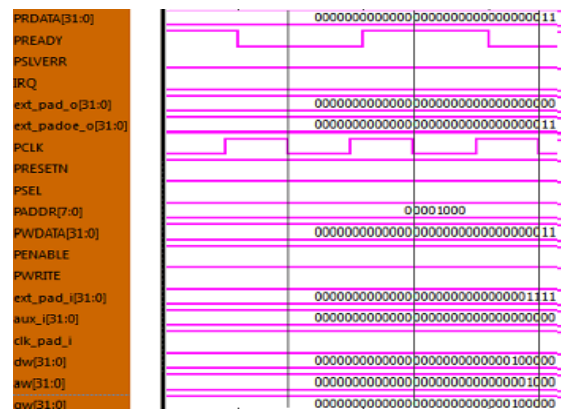 PRDATA[31:0] 00000000000000000000000000000011
PREADY
PSLVERR
IRQ
ext_pad_o[31:0] 00000000000000000000000000000000
ext_padoe_o[31:0] 00000000000000000000000000000011
PCLK
PRESETN
PSEL
PADDR[7:0] 00001000
PWDATA[31:0] 00000000000000000000000000000011
PENABLE
PWRITE
ext_pad_i[31:0] 00000000000000000000000000001111
aux_i[31:0] 00000000000000000000000000000000
clk_pad_i
dw[31:0] 00000000000000000000000000100000
aw[31:0] 00000000000000000000000000001000
gw[31:0] 00000000000000000000000000100000